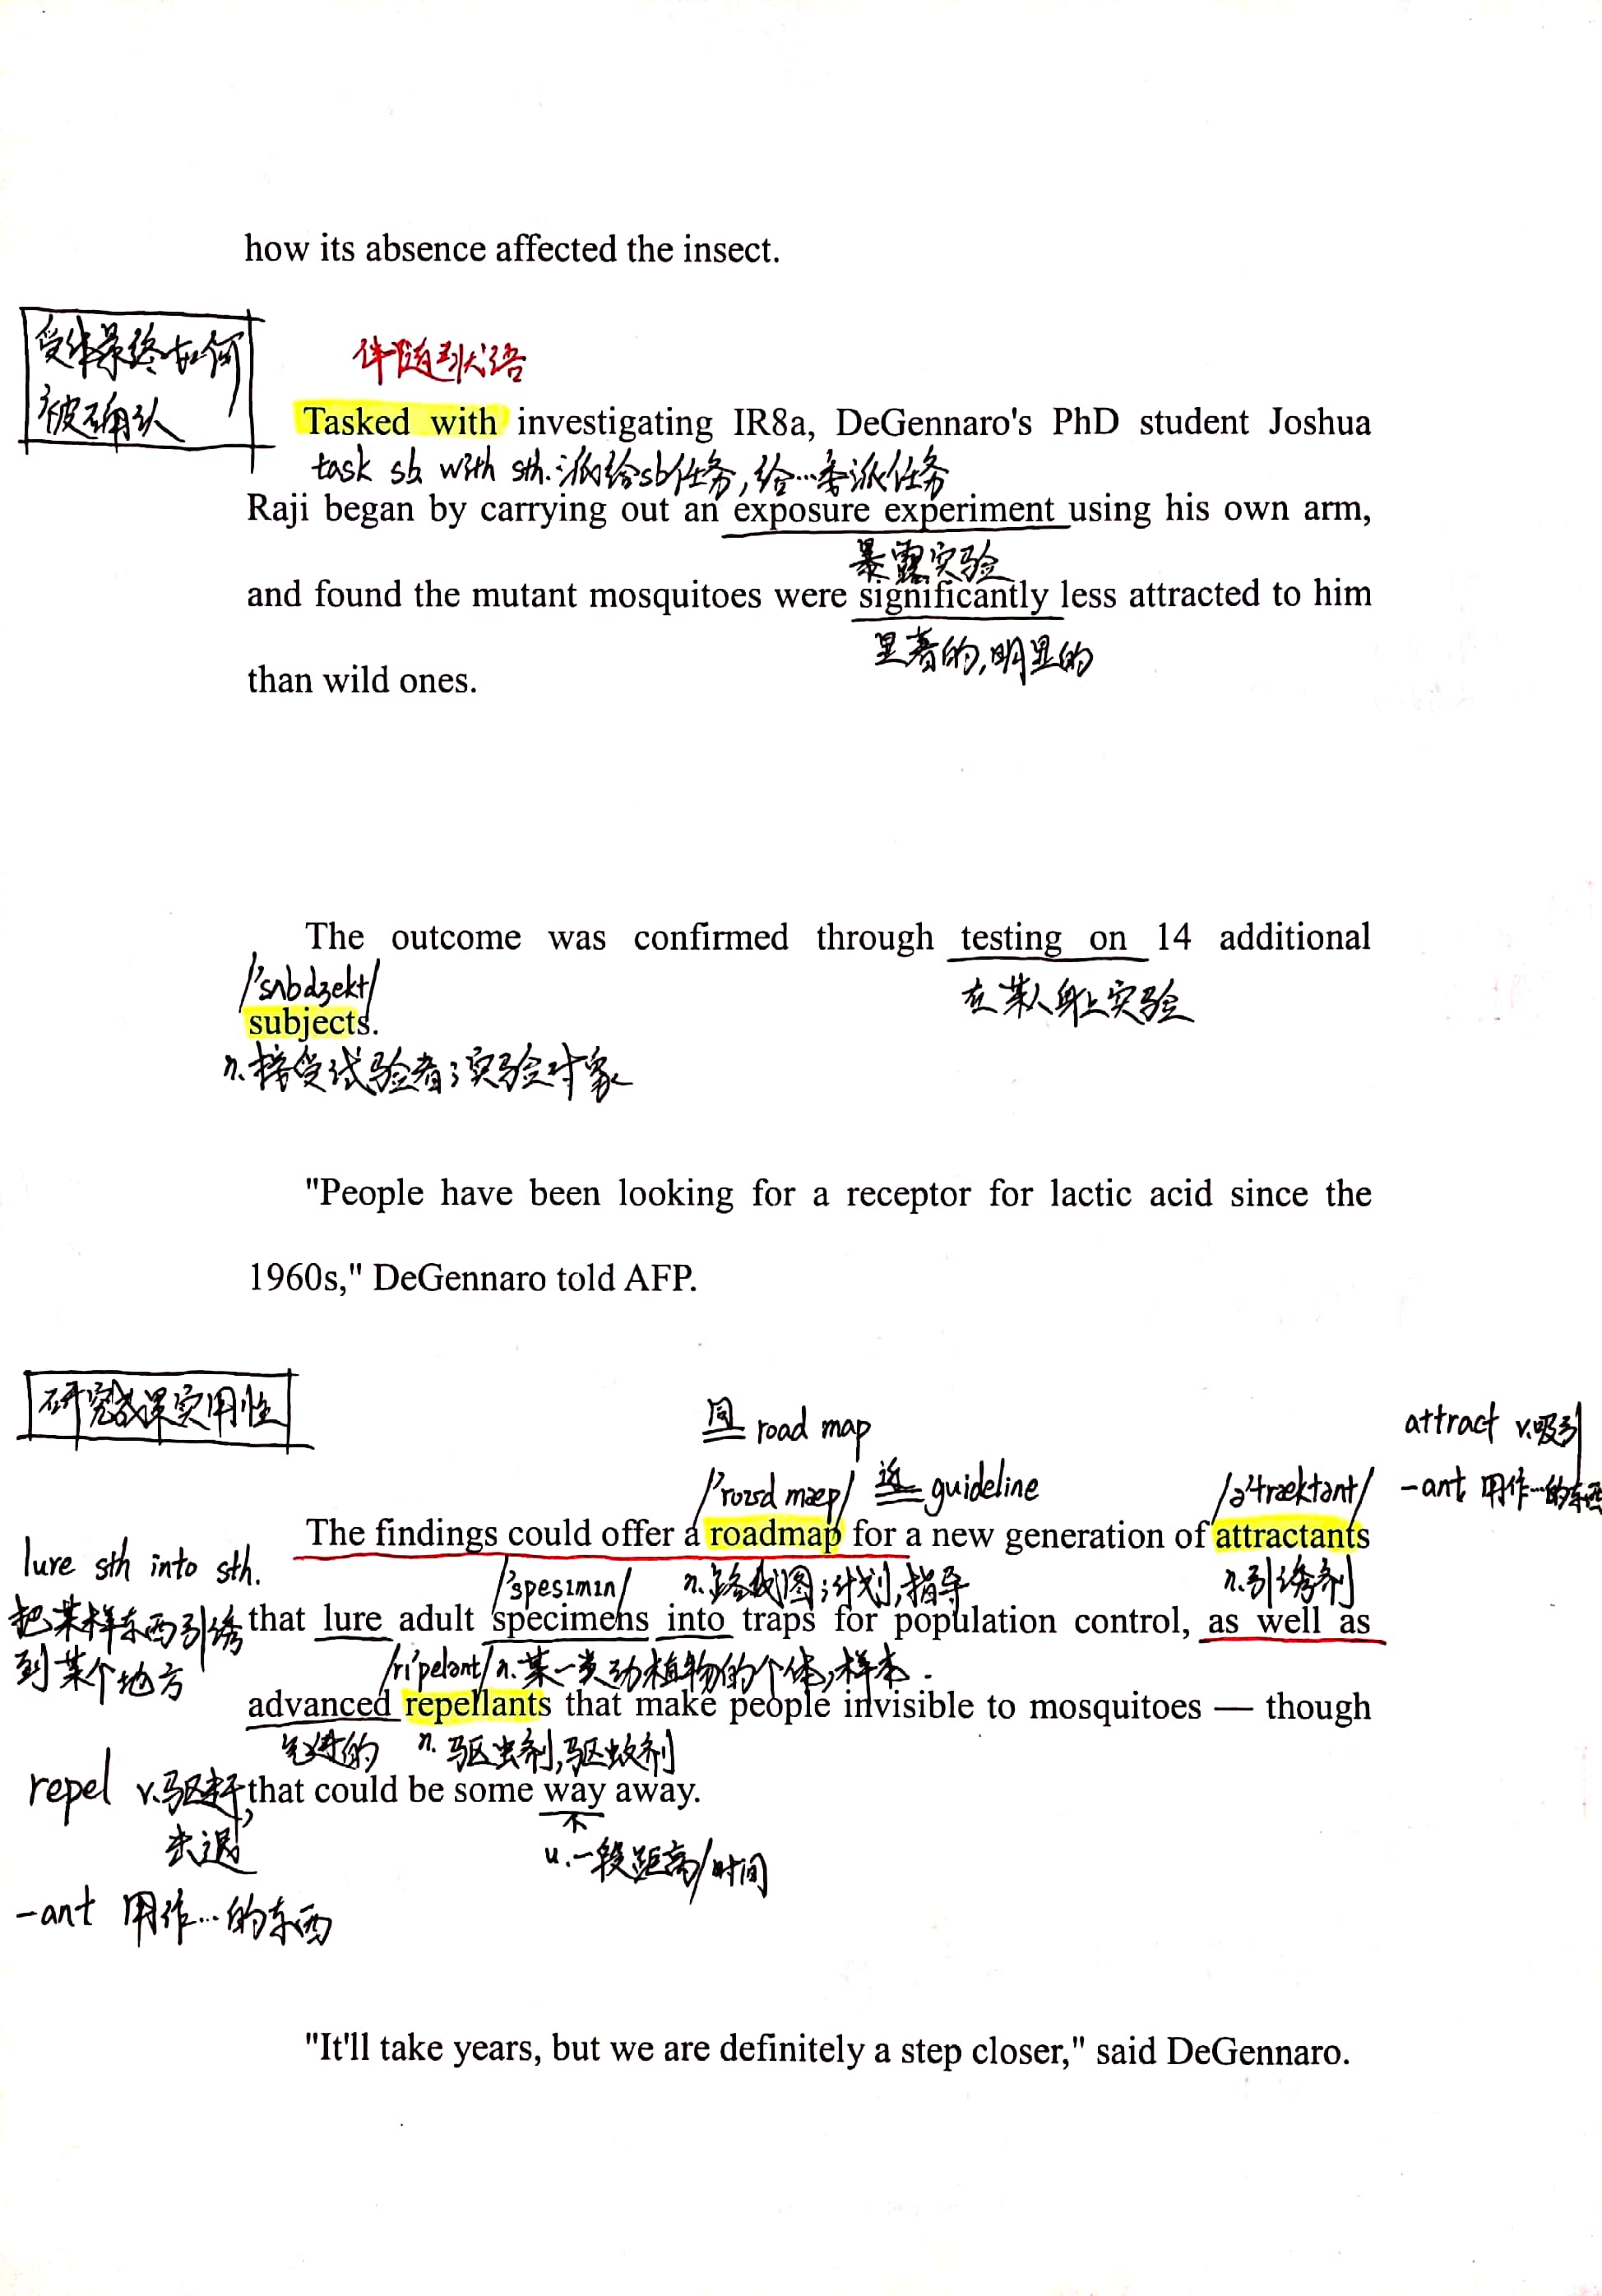 how its absence affected the insect.
受体最终如何
被确认
伴随状语
Tasked with investigating IR8a, DeGennaro's PhD student Joshua
task sb with sth.:派给sb任务,给…委派任务
Raji began by carrying out an exposure experiment using his own arm,
暴露实验
and found the mutant mosquitoes were significantly less attracted to him
显著的,明显的
than wild ones.
The outcome was confirmed through testing on 14 additional
/'sʌbdʒekt/
在某人身上实验
subjects.
n.接受试验者;实验对象
"People have been looking for a receptor for lactic acid since the
1960s," DeGennaro told AFP.
研究成果实用性
同 road map
attract v.吸引
/'roʊd mæp/ 近 guideline
/ə'træktənt/
-ant 用作…的东西
The findings could offer a roadmap for a new generation of attractants
lure sth into sth.
/'spesɪmɪn/
n.路线图;计划,指导
n.引诱剂
把某样东西引诱
到某个地方
that lure adult specimens into traps for population control, as well as
/rɪ'pelənt/
n.某一类动植物的个体,样本.
advanced repellants that make people invisible to mosquitoes — though
先进的
n. 驱虫剂,驱蚊剂
repel v.驱赶,
击退
that could be some way away.
u.一段距离/时间
-ant 用作…的东西
"It'll take years, but we are definitely a step closer," said DeGennaro.